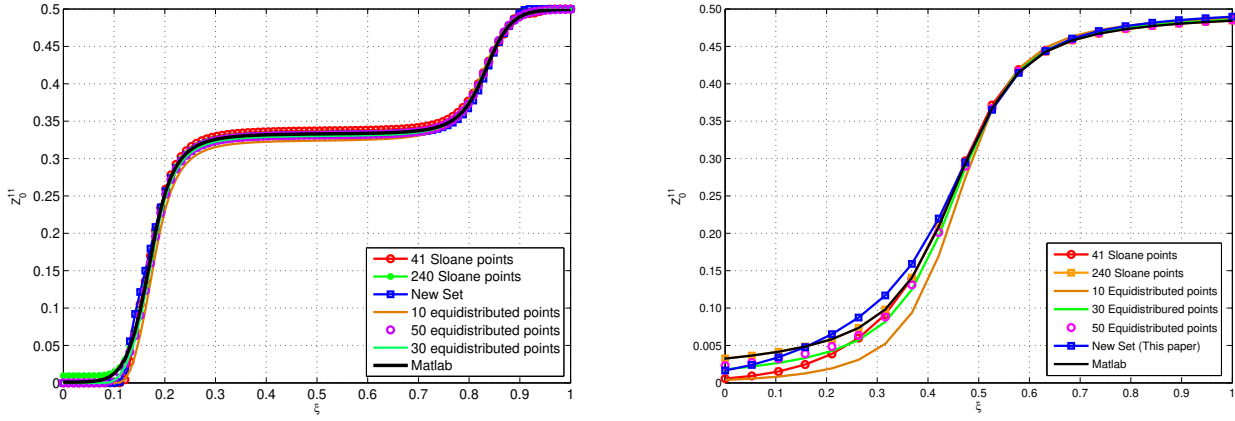 0.5
0.45
0.4
0.35
0.3
0.25
0.2
0.15
0.1
0.05
0
Z₀¹¹
0 0.1 0.2 0.3 0.4 0.5 0.6 0.7 0.8 0.9 1
ξ
41 Sloane points
240 Sloane points
New Set
10 equidistributed points
50 equidistributed points
30 equidistributed points
Matlab
0.50
0.45
0.40
0.35
0.30
0.25
0.20
0.15
0.10
0.005
0
Z₀¹¹
0 0.1 0.2 0.3 0.4 0.5 0.6 0.7 0.8 0.9 1
ξ
41 Sloane points
240 Sloane points
10 Equidistributed points
30 Equidistribured points
50 Equidistributed points
New Set (This paper)
Matlab